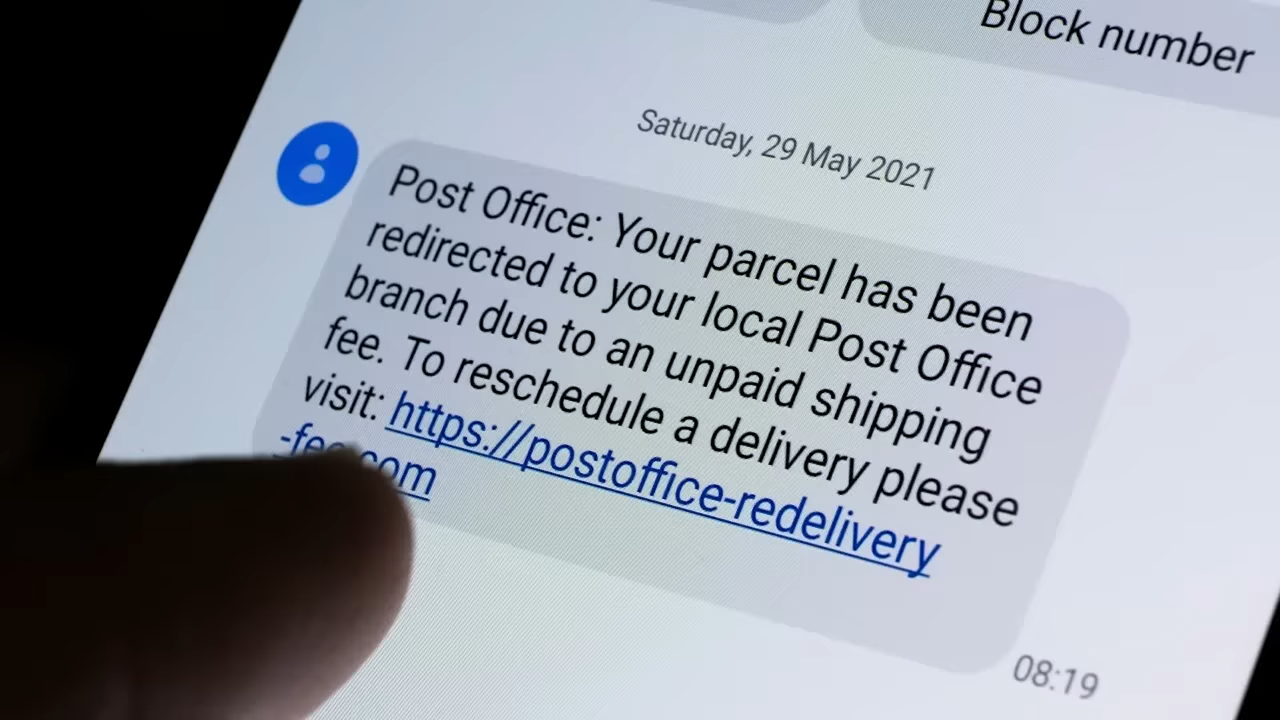 Block number
Saturday, 29 May 2021
Post Office: Your parcel has been
redirected to your local Post Office
branch due to an unpaid shipping
fee. To reschedule a delivery please
visit: https://postoffice-redelivery
.com
08:19